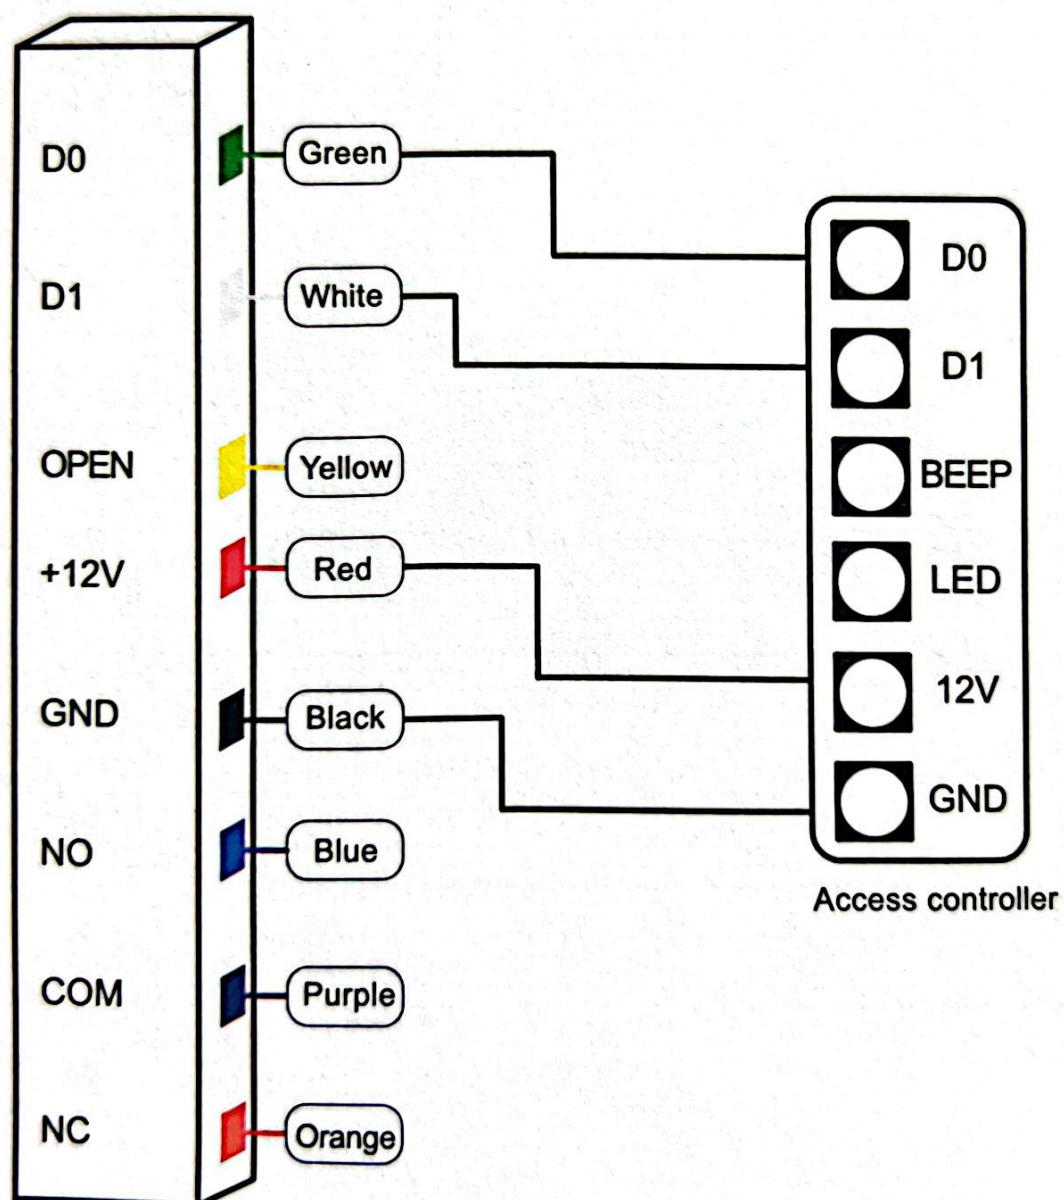 D0
Green
D0
D1
White
D1
OPEN
Yellow
BEEP
+12V
Red
LED
GND
Black
12V
NO
Blue
GND
Access controller
COM
Purple
NC
Orange